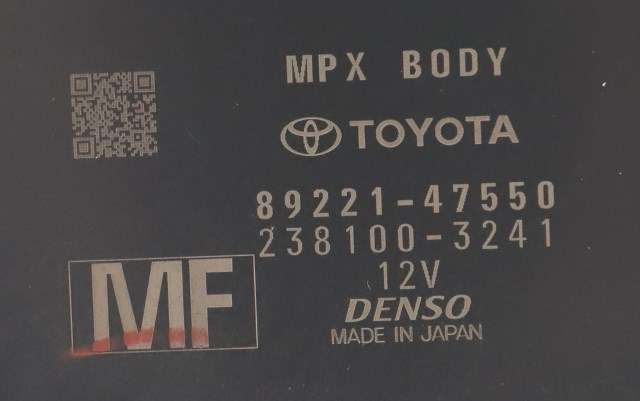 MPX BODY
TOYOTA
89221-47550
238100-3241
12V
DENSO
MADE IN JAPAN
MF